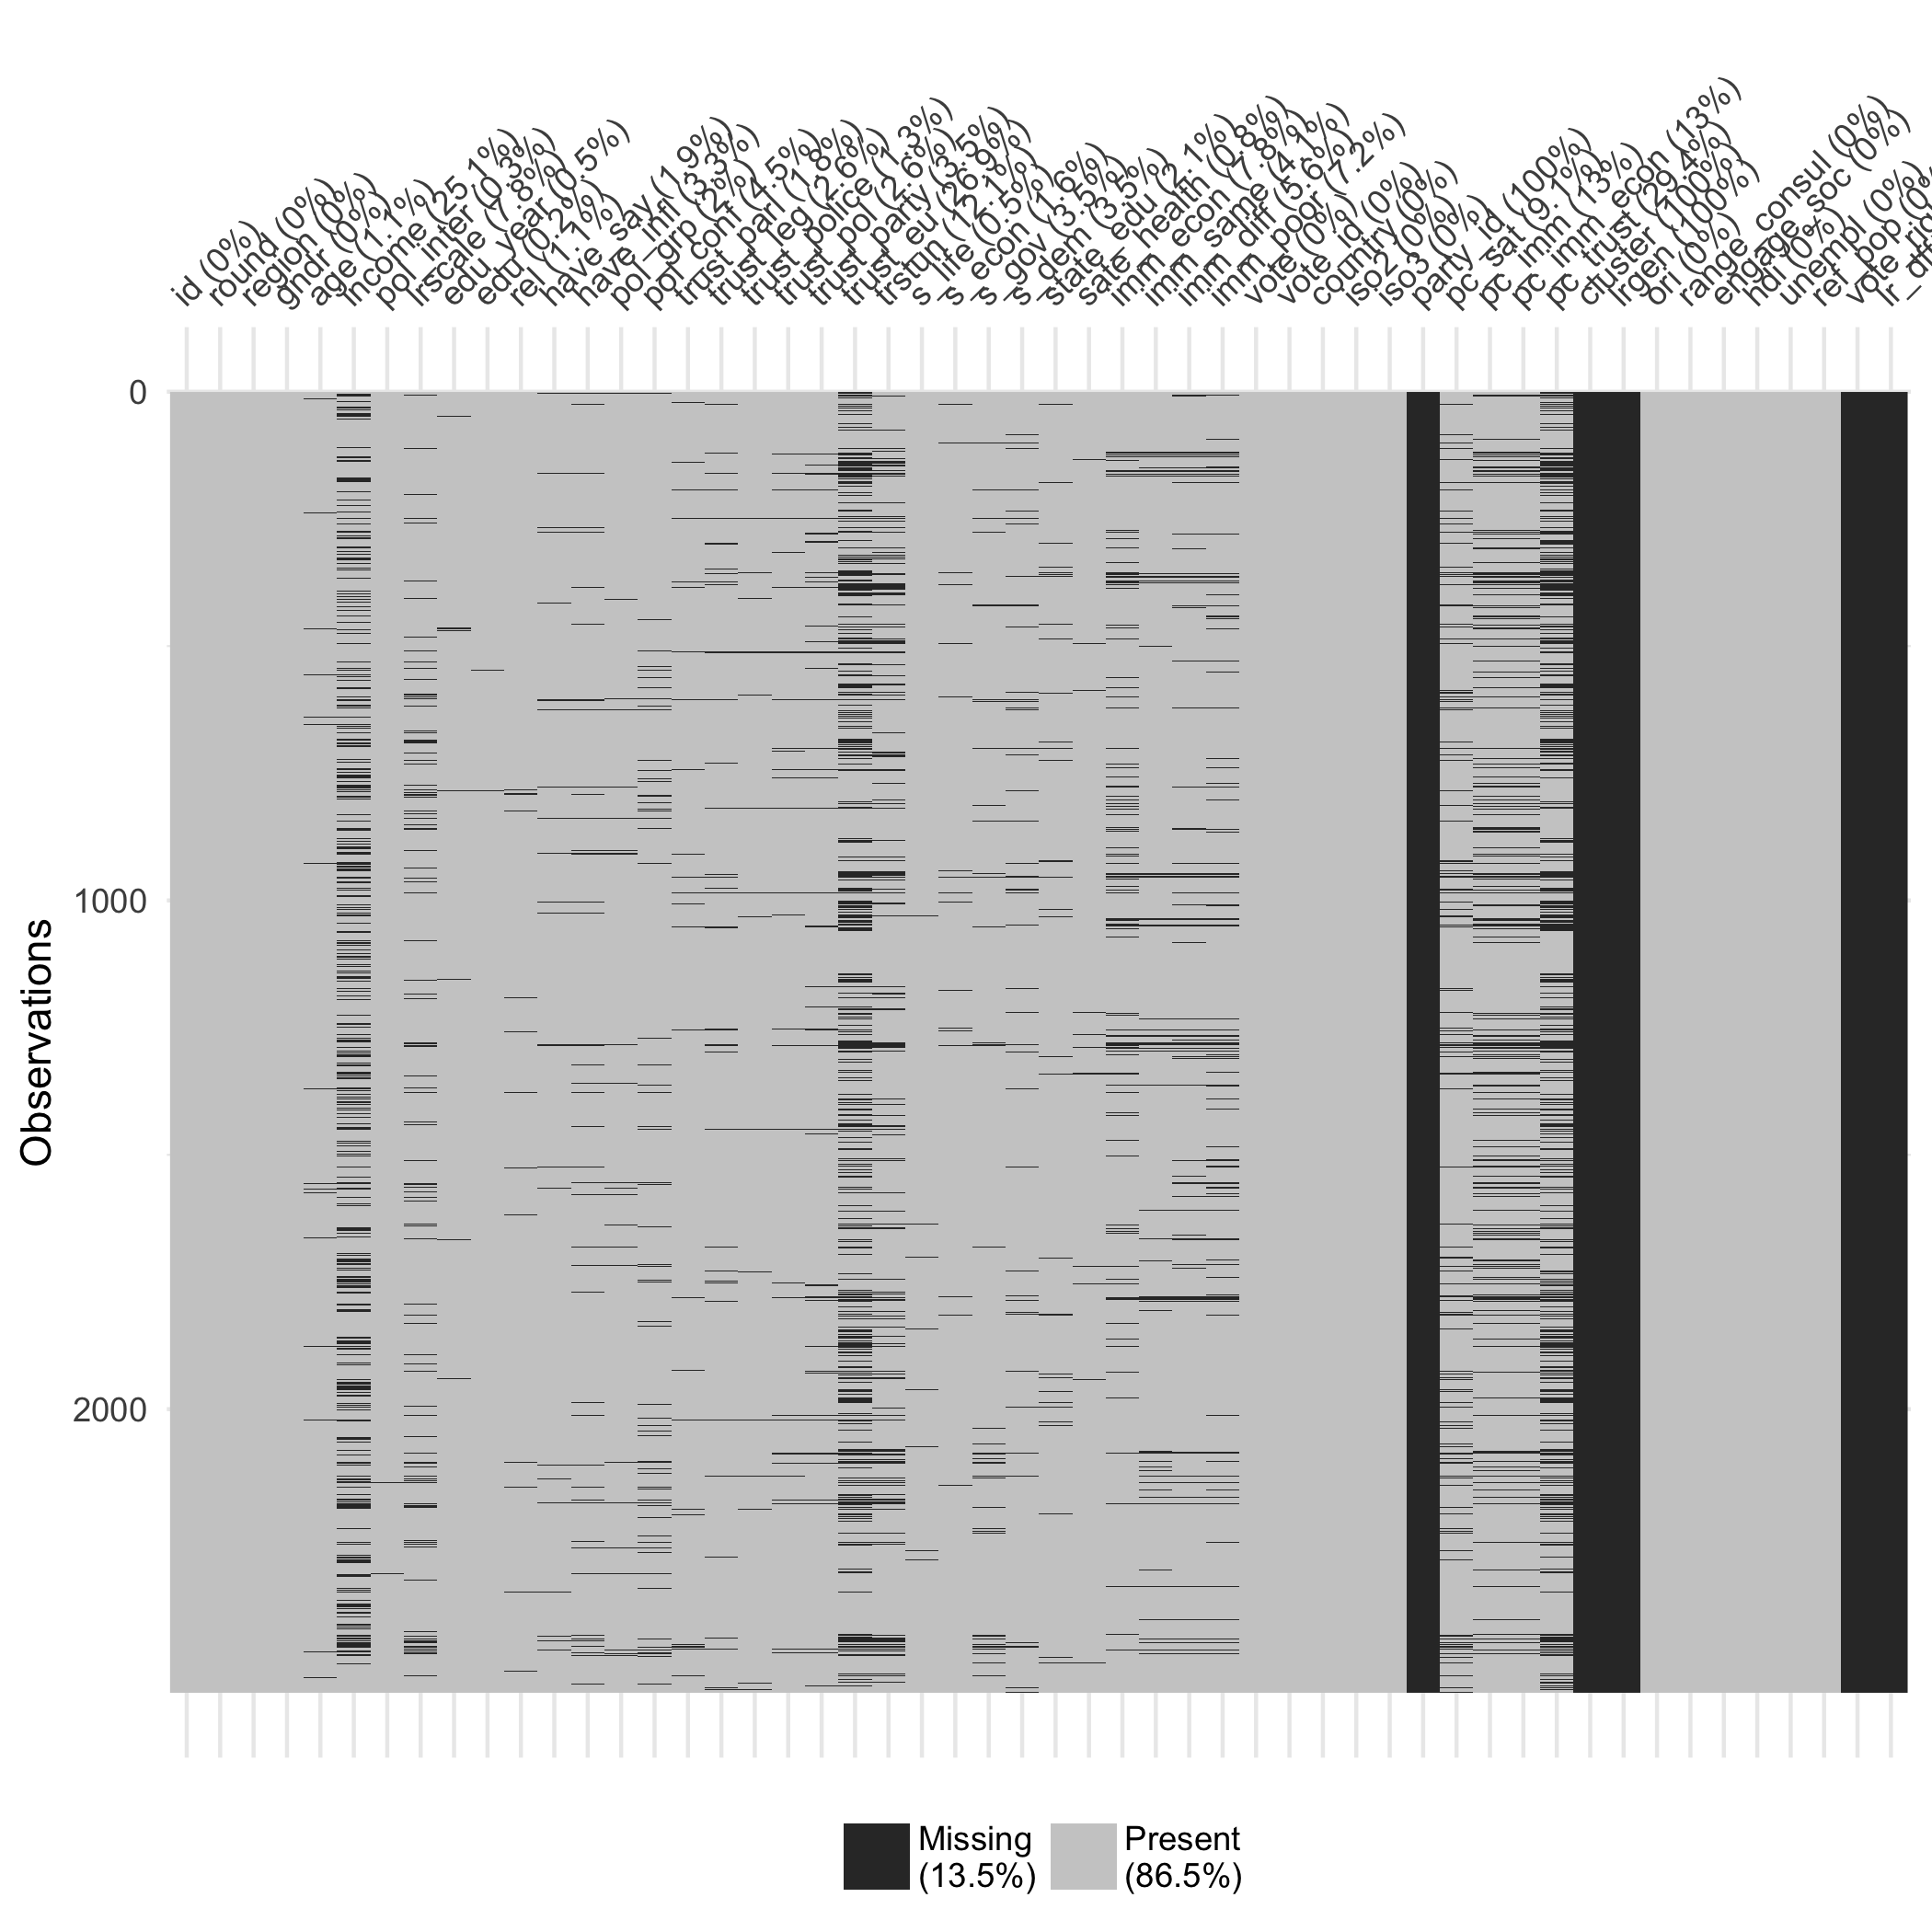 id (0%)
round (0%)
region (0%)
gndr (0%)
age (1.1%)
income (25.1%)
pol_inter (0.3%)
lrscale (7.8%)
edu_year (0.5%)
edu (0.2%)
rel (1.1%)
have_say (1.9%)
have_infl (3.3%)
pol_grp (2%)
por_conf (4.5%)
trust_parl (1.8%)
trust_leg (2.6%)
trust_police (1.3%)
trust_pol (2.6%)
trust_party (3.5%)
trust_eu (26.9%)
trstun (12.1%)
s_life (0.5%)
s_econ (1.6%)
s_gov (3.5%)
s_dem (3.5%)
state_edu (2.1%)
sate_health (0.8%)
imm_econ (7.8%)
imm_same (4.1%)
imm_diff (5.6%)
imm_poor (7.2%)
vote (0%)
vote_id (0%)
country (0%)
iso2 (0%)
iso3 (0%)
party_id (100%)
pc_sat (9.1%)
pc_imm (13%)
pc_imm_econ (13%)
pc_trust (29.4%)
cluster (100%)
lrgen (100%)
ori (0%)
range_consul (0%)
engage_soc (0%)
hdi (0%)
unempl (0%)
ref_pop (0%)
0
1000
2000
Observations
Missing
(13.5%)
Present
(86.5%)